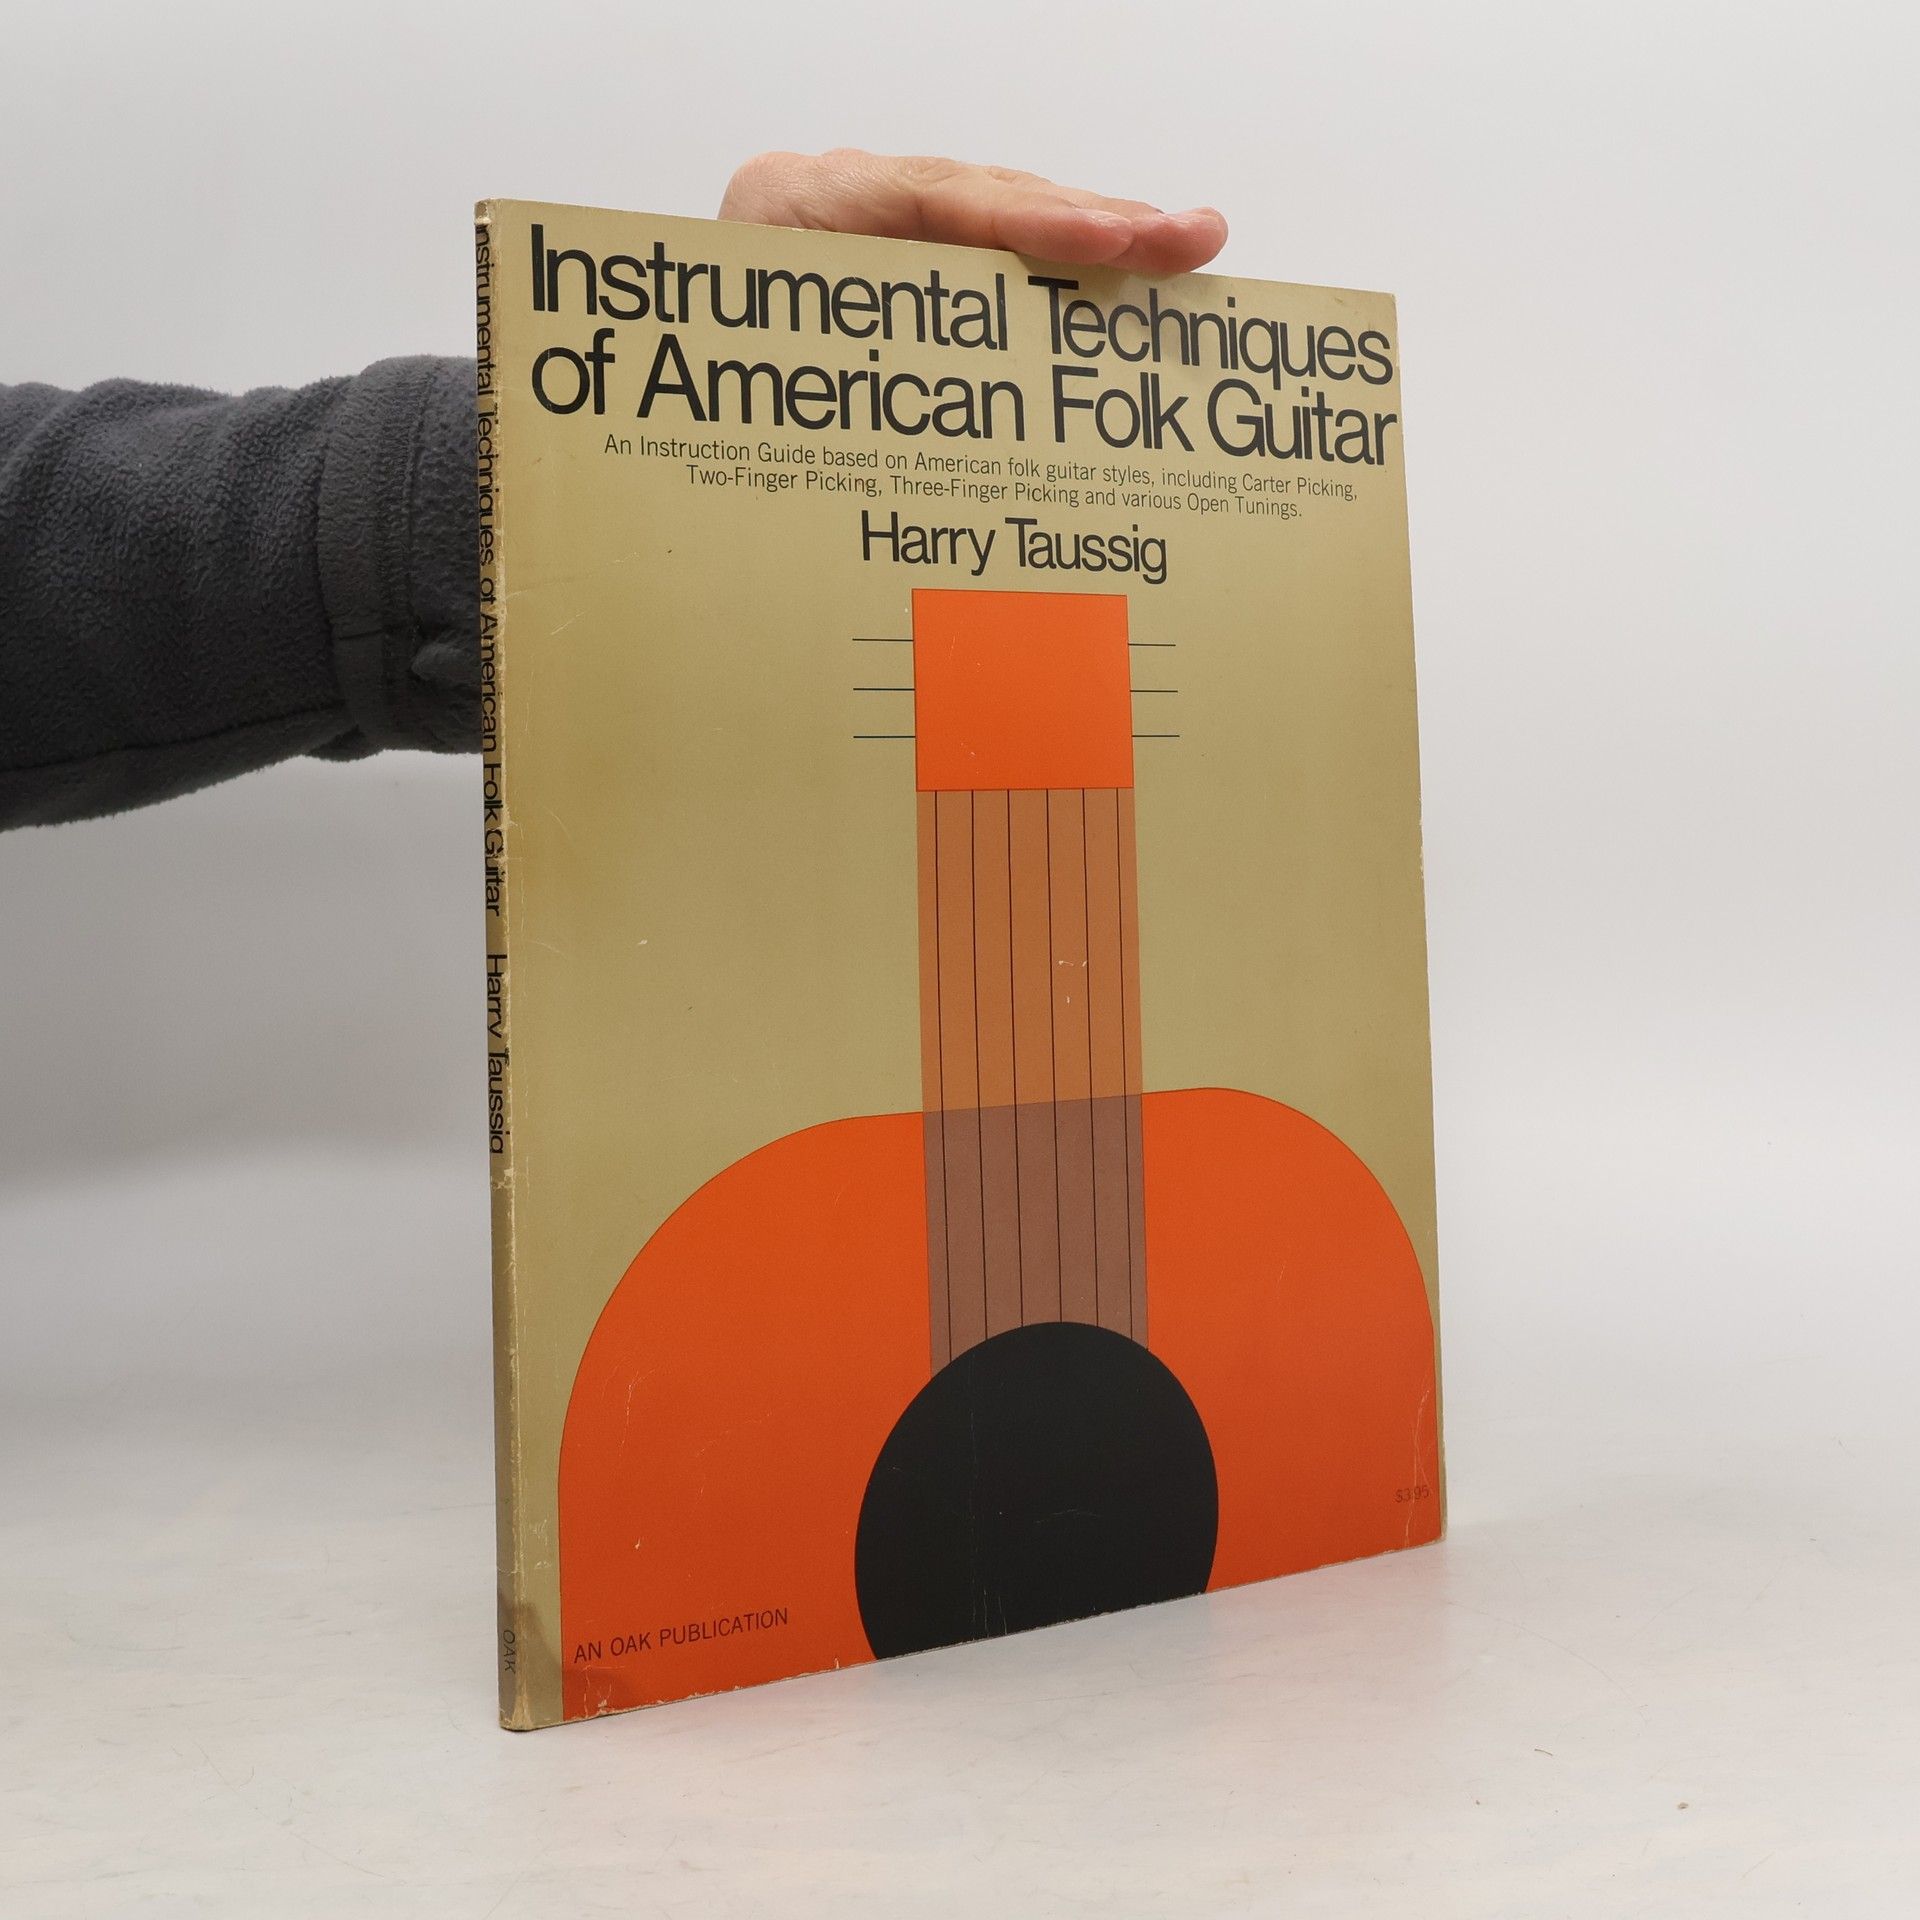 Instrumental Techniques
of American Folk Guitar
An Instruction Guide based on American folk guitar styles, including Carter Picking,
Two-Finger Picking, Three-Finger Picking and various Open Tunings.
Harry Taussig
$3.95
AN OAK PUBLICATION
Instrumental Techniques of American Folk Guitar Harry Taussig
OAK